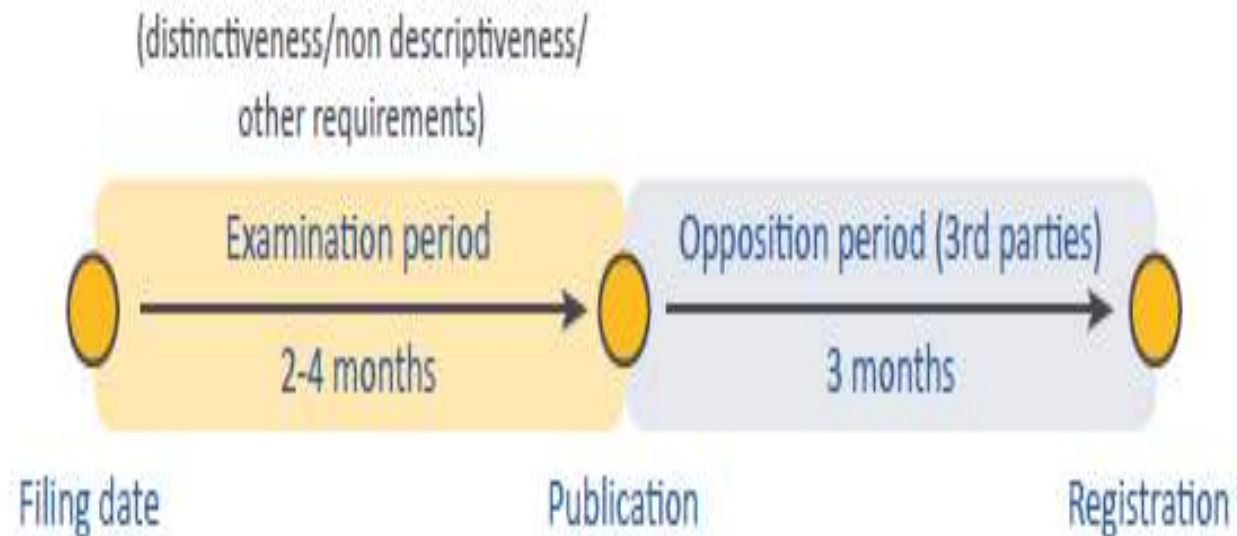 (distinctiveness/non descriptiveness/
other requirements)
Examination period
Opposition period (3rd parties)
2-4 months
3 months
Filing date
Publication
Registration